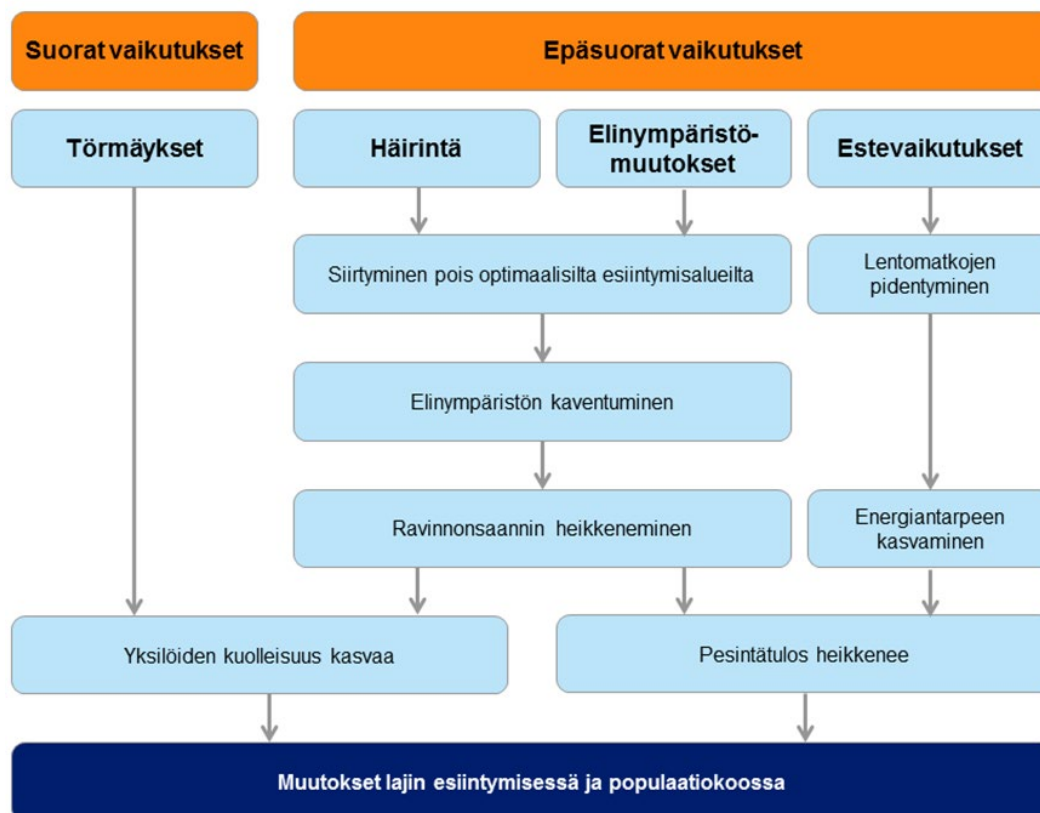 Suorat vaikutukset
Epäsuorat vaikutukset
Törmäykset
Häirintä
Elinympäristö-
muutokset
Estevaikutukset
Siirtyminen pois optimaalisilta esiintymisalueilta
Lentomatkojen
pidentyminen
Elinympäristön kaventuminen
Ravinnonsaannin heikkeneminen
Energiantarpeen
kasvaminen
Yksilöiden kuolleisuus kasvaa
Pesintätulos heikkenee
Muutokset lajin esiintymisessä ja populaatiokoossa